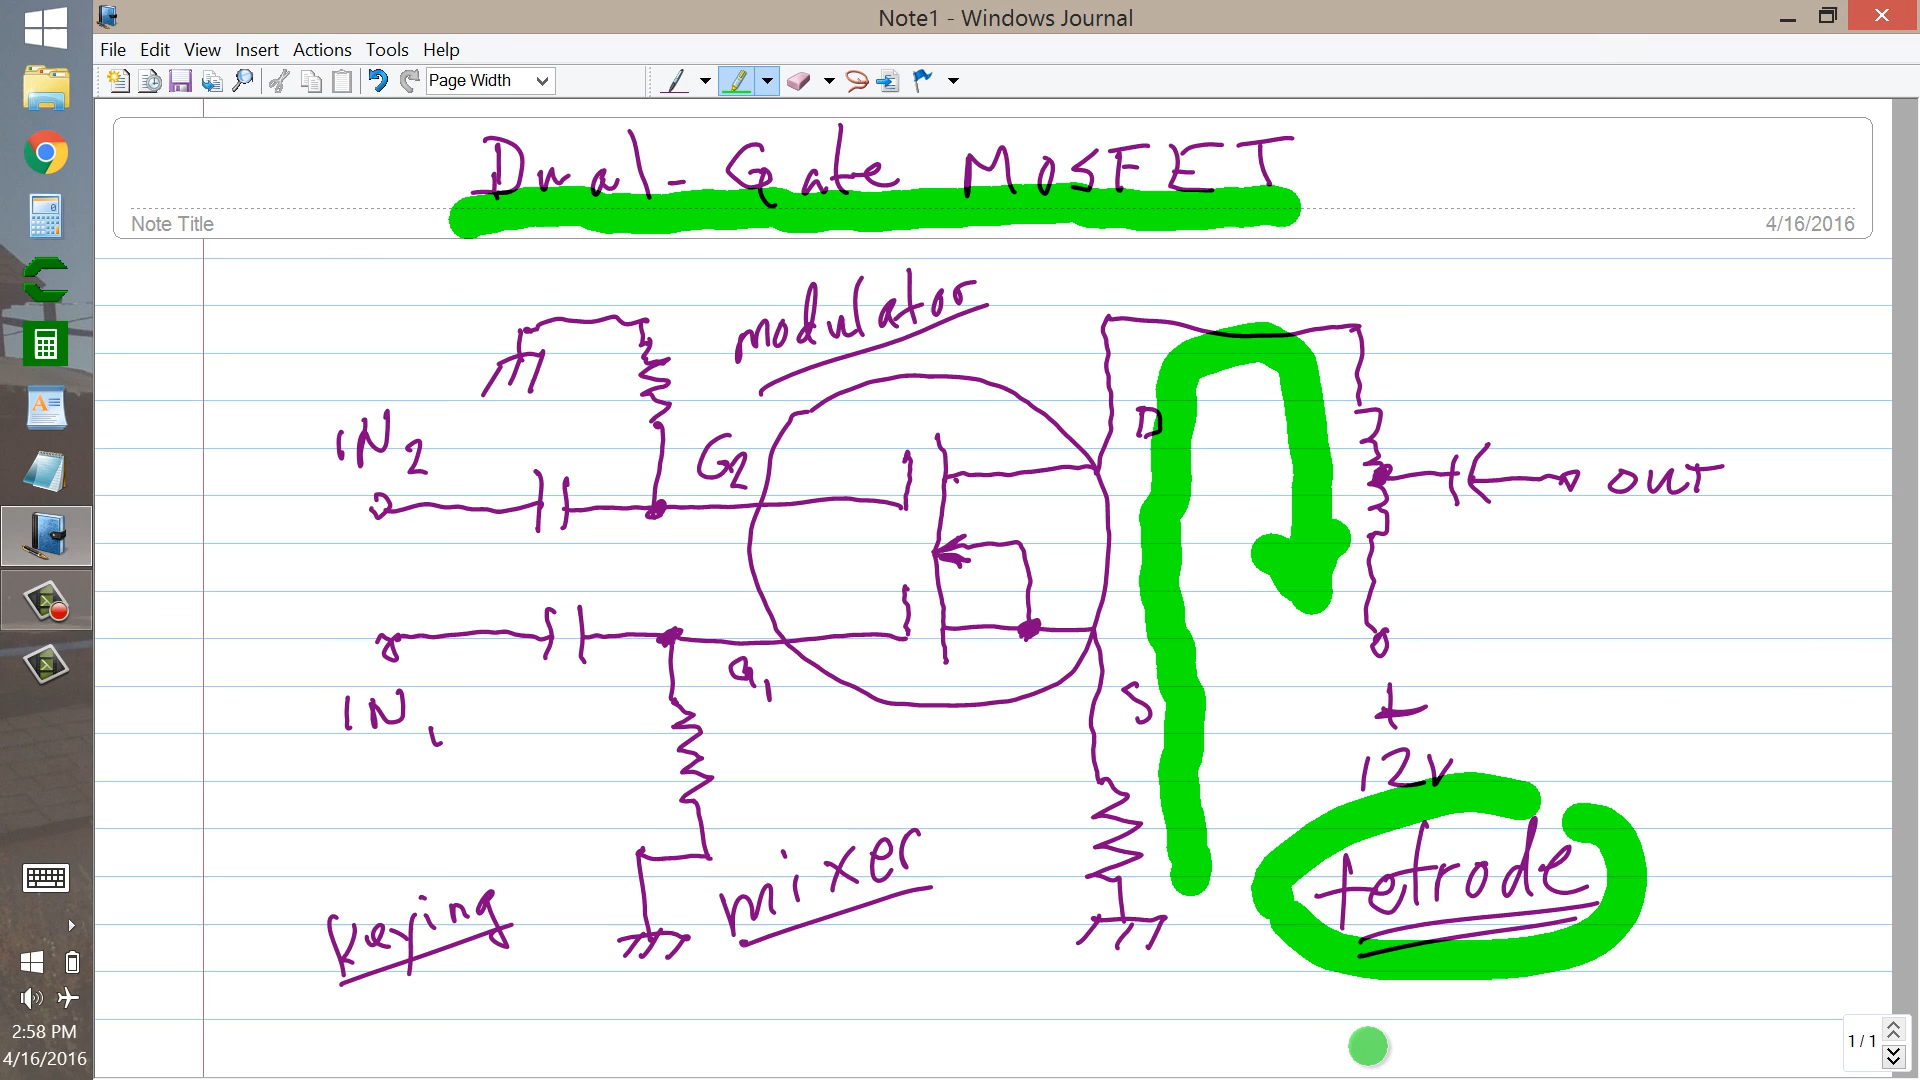 Note1 - Windows Journal
File Edit View Insert Actions Tools Help
Page Width
Dual-Gate MOSFET
Note Title
4/16/2016
modulator
D
IN2
G2
OUT
G1
IN1
S
+
12V
mixer
tetrode
keying
1 / 1
2:58 PM
4/16/2016